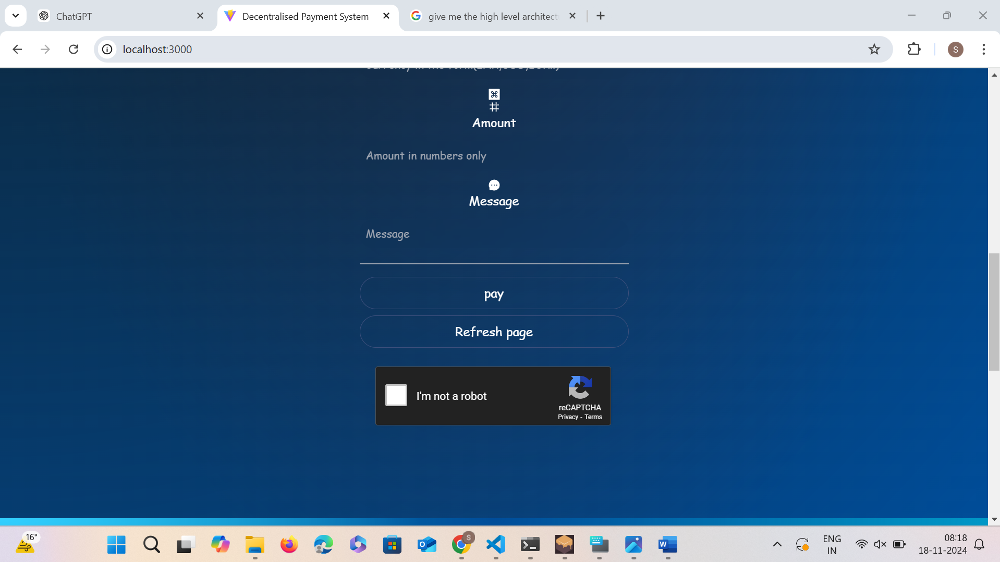 ChatGPT
Decentralised Payment System
give me the high level architect
localhost:3000
S
Amount
Amount in numbers only
Message
Message
pay
Refresh page
I'm not a robot
reCAPTCHA
Privacy - Terms
16°
S
ENG
IN
08:18
18-11-2024